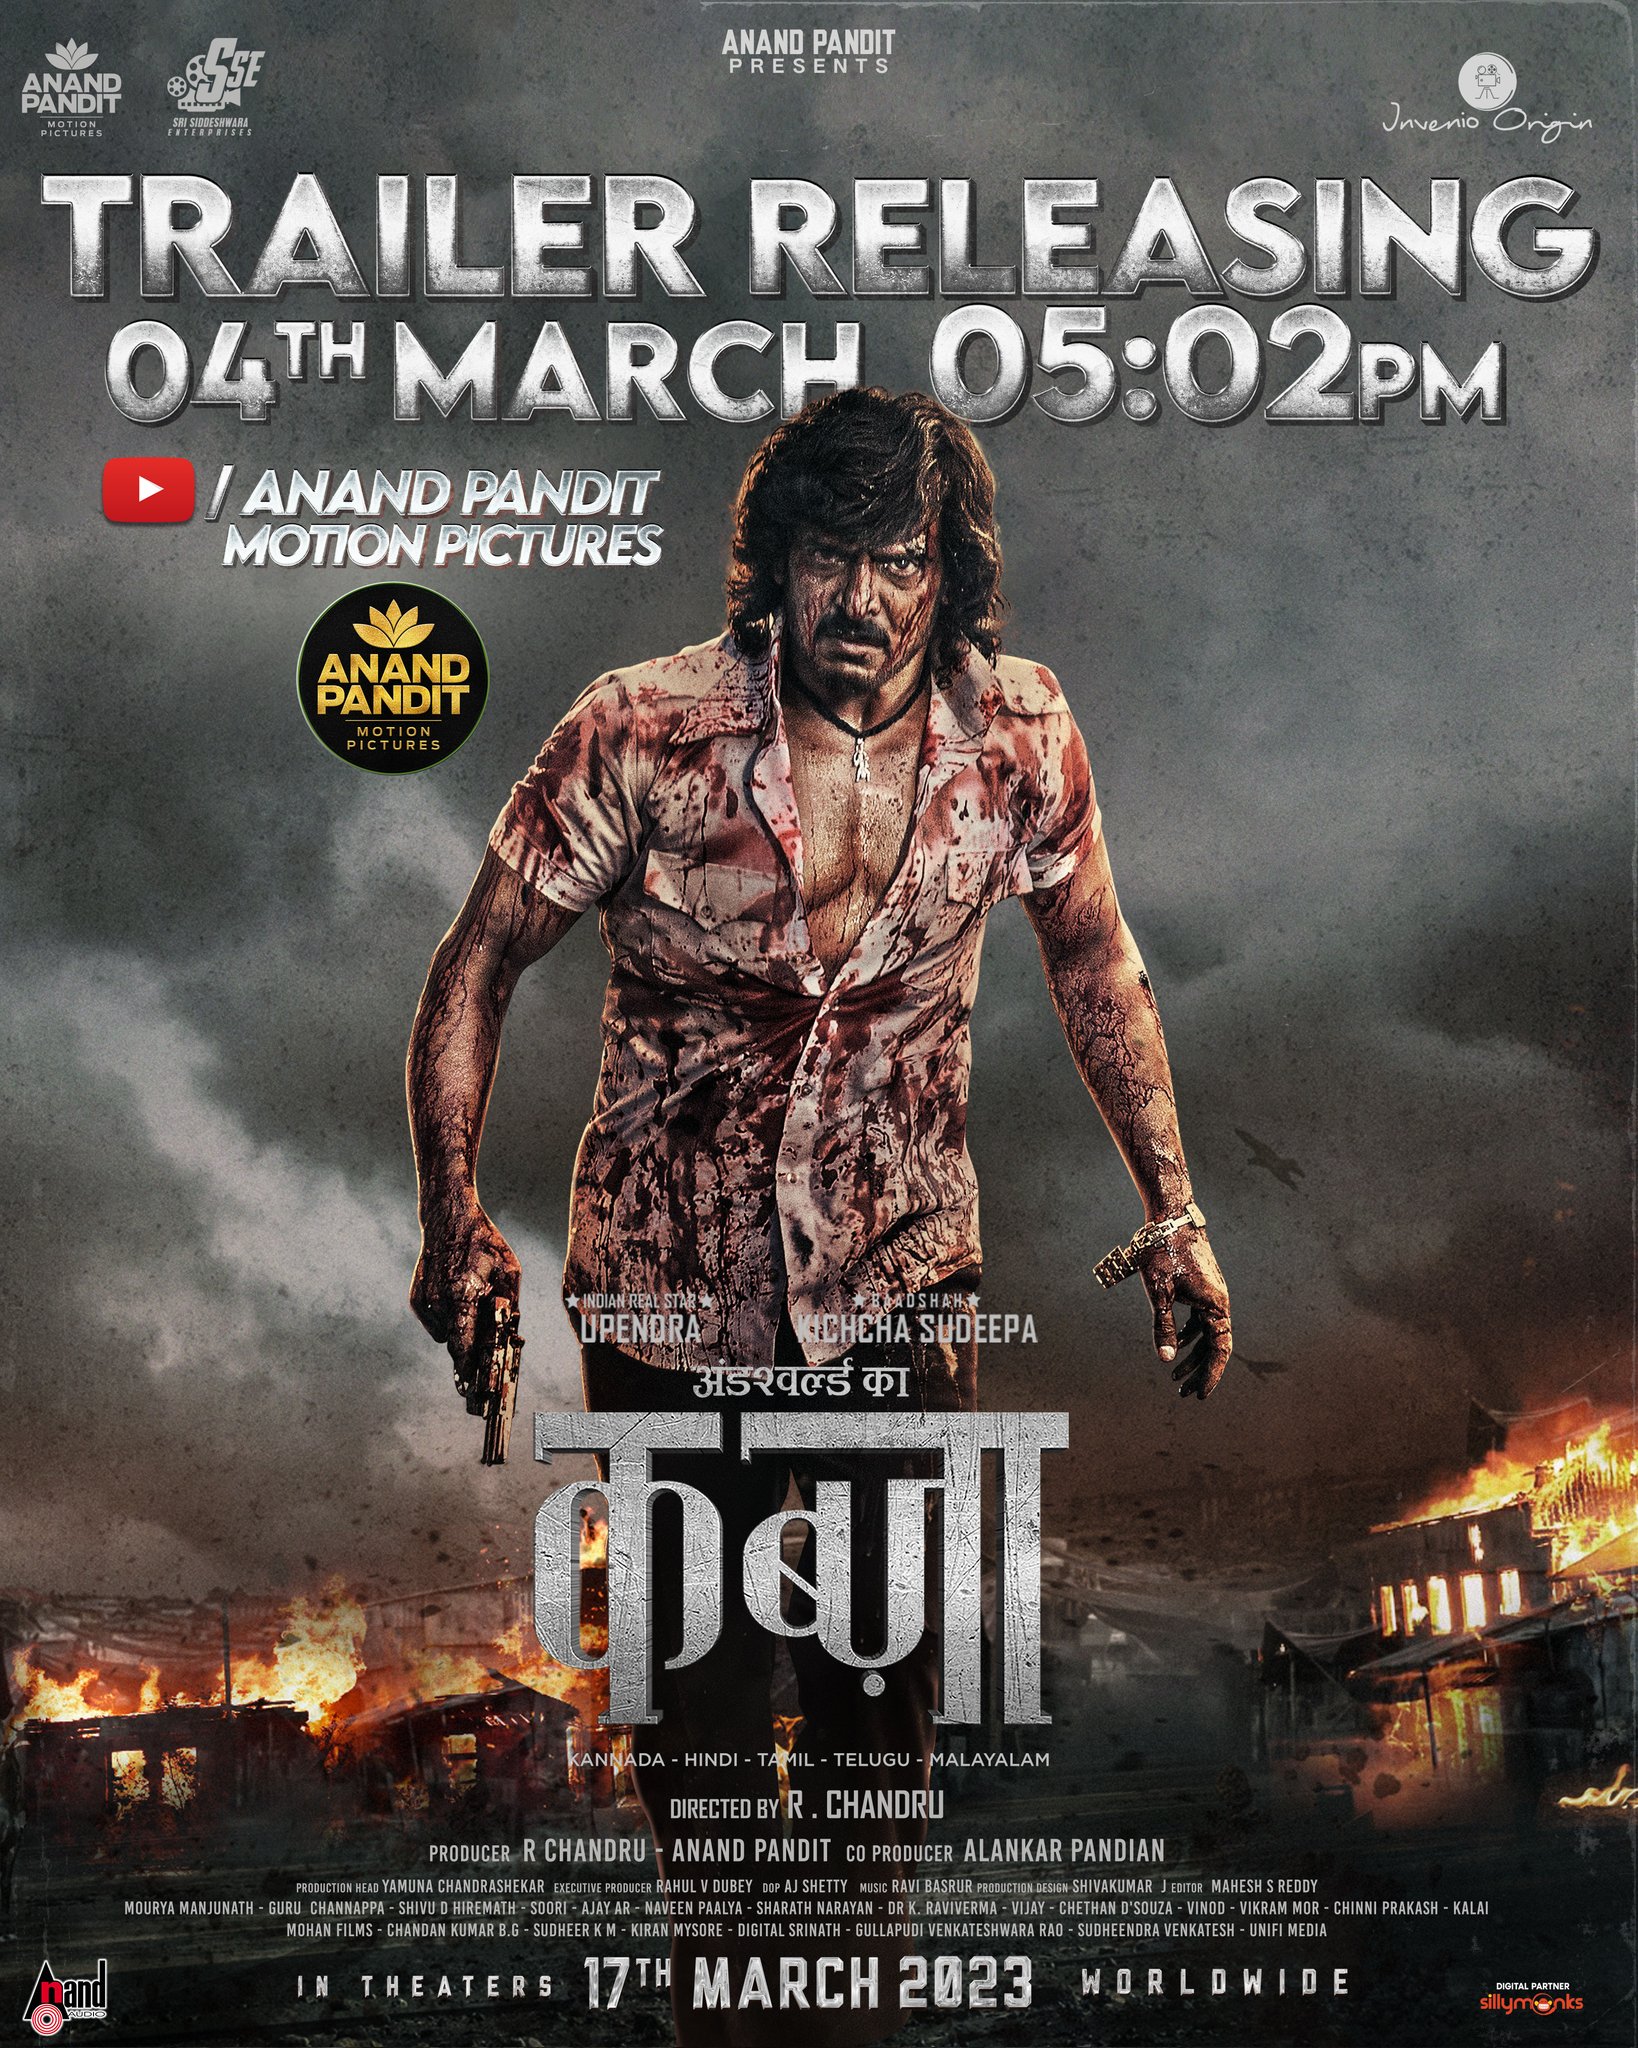 ANAND PANDIT
PRESENTS
ANAND
PANDIT
MOTION
PICTURES
SSE
SRI SIDDESHWARA
ENTERPRISES
Invenio Origin
TRAILER RELEASING
04TH MARCH 05:02PM
/ANAND PANDIT
MOTION PICTURES
ANAND
PANDIT
MOTION
PICTURES
INDIAN REAL STAR
UPENDRA
BAADSHAH
KICHCHA SUDEEPA
अंडरवर्ल्ड का
कब्ज़ा
KANNADA - HINDI - TAMIL - TELUGU - MALAYALAM
DIRECTED BY R . CHANDRU
PRODUCER R CHANDRU - ANAND PANDIT CO PRODUCER ALANKAR PANDIAN
PRODUCTION HEAD YAMUNA CHANDRASHEKAR EXECUTIVE PRODUCER RAHUL V DUBEY DOP AJ SHETTY MUSIC RAVI BASRUR PRODUCTION DESIGN SHIVAKUMAR J EDITOR MAHESH S REDDY
MOURYA MANJUNATH - GURU CHANNAPPA - SHIVU D HIREMATH - SOORI - AJAY AR - NAVEEN PAALYA - SHARATH NARAYAN - DR K. RAVIVERMA - VIJAY - CHETHAN D'SOUZA - VINOD - VIKRAM MOR - CHINNI PRAKASH - KALAI
MOHAN FILMS - CHANDAN KUMAR B.G - SUDHEER K M - KIRAN MYSORE - DIGITAL SRINATH - GULLAPUDI VENKATESHWARA RAO - SUDHEENDRA VENKATESH - UNIFI MEDIA
Anand
AUDIO
IN THEATERS 17TH MARCH 2023 WORLDWIDE
DIGITAL PARTNER
sillymonks